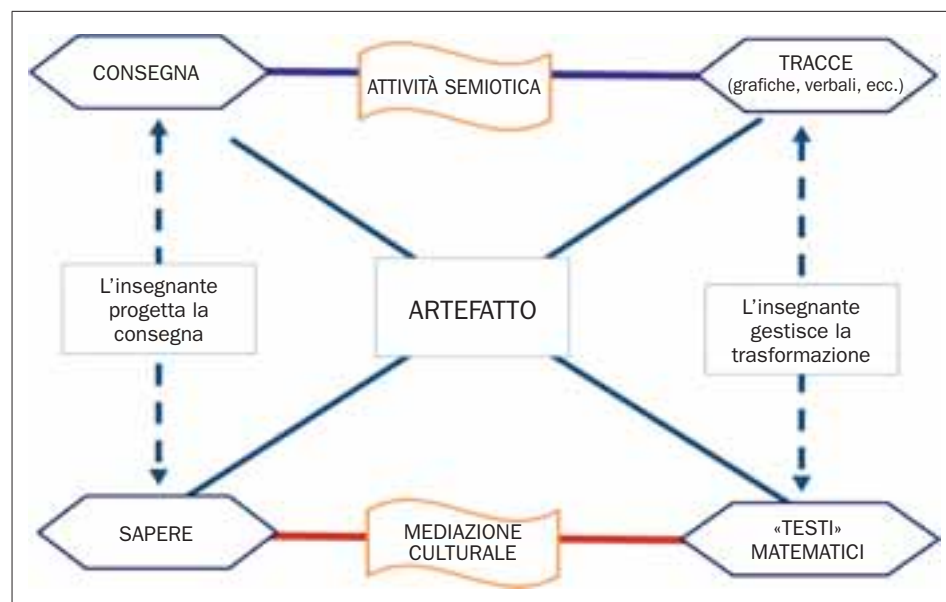 CONSEGNA
ATTIVITÀ SEMIOTICA
TRACCE
(grafiche, verbali, ecc.)
L'insegnante
progetta la
consegna
ARTEFATTO
L'insegnante
gestisce la
trasformazione
SAPERE
MEDIAZIONE
CULTURALE
«TESTI»
MATEMATICI